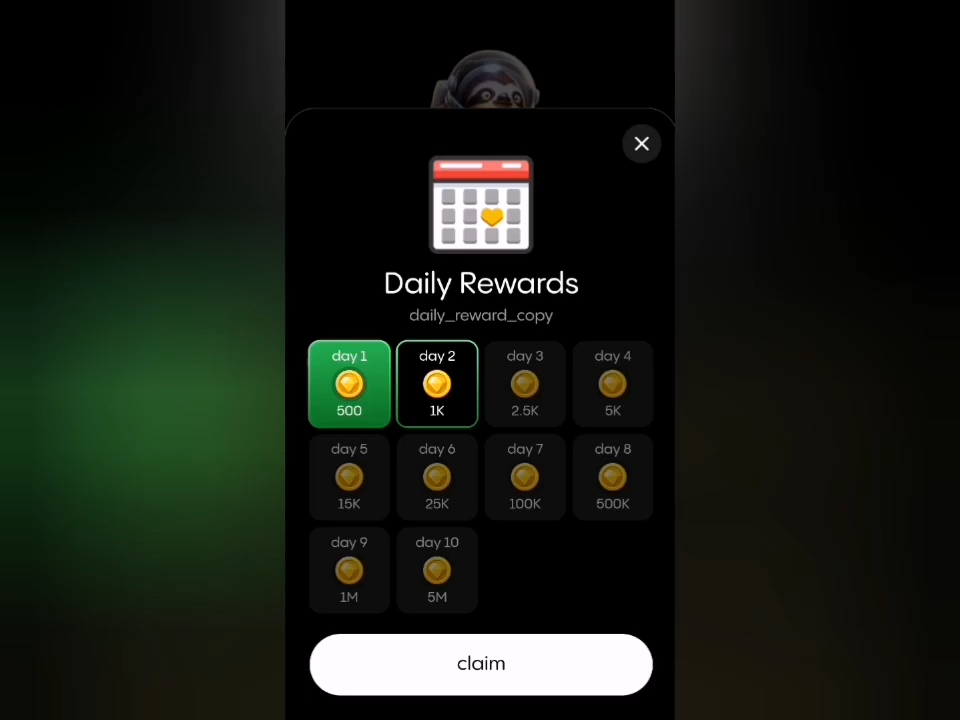 Daily Rewards
daily_reward_copy
day 1 day 2 day 3 day 4
500 1K 2.5K 5K
day 5 day 6 day 7 day 8
15K 25K 100K 500K
day 9 day 10
1M 5M
claim